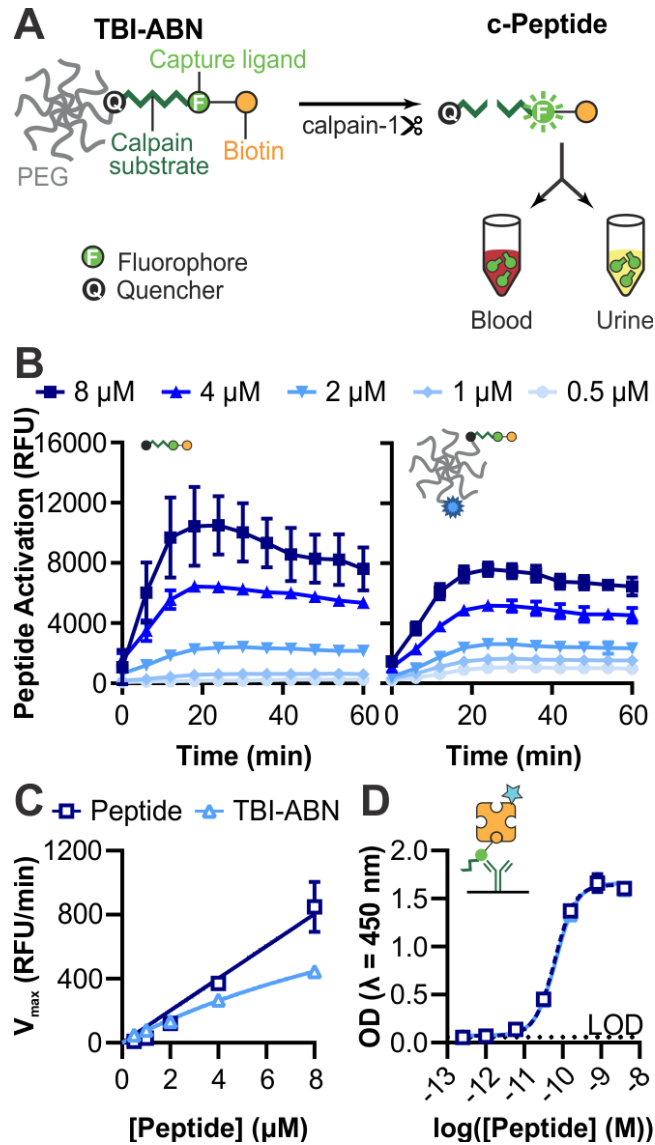 A
TBI-ABN
c-Peptide
Capture ligand
Q
F
calpain-1
Q
F
PEG
Calpain
substrate
Biotin
F Fluorophore
Q Quencher
Blood
Urine
B
8 μM
4 μM
2 μM
1 μM
0.5 μM
Peptide Activation (RFU)
16000
12000
8000
4000
0
0
20
40
60
0
20
40
60
Time (min)
Time (min)
C
Peptide
TBI-ABN
Vmax (RFU/min)
1200
800
400
0
0
2
4
6
8
[Peptide] (μM)
D
OD (λ = 450 nm)
2.0
1.5
1.0
0.5
0.0
LOD
-13
-12
-11
-10
-9
-8
log([Peptide] (M))